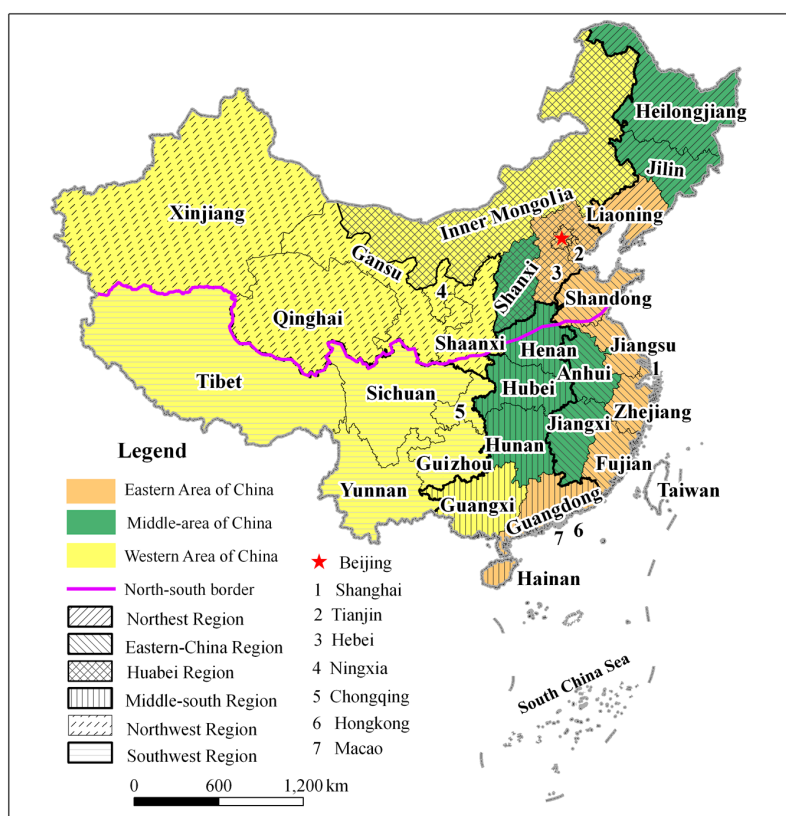 Heilongjiang
Jilin
Xinjiang
Inner Mongolia
Liaoning
Gansu
2
Shanxi
3
4
Shandong
Qinghai
Shaanxi
Henan
Jiangsu
Tibet
Sichuan
Hubei
Anhui
1
5
Zhejiang
Jiangxi
Hunan
Guizhou
Fujian
Yunnan
Guangxi
Guangdong
Taiwan
7
6
Hainan
South China Sea
Legend
Eastern Area of China
Middle-area of China
Western Area of China
North-south border
Northest Region
Eastern-China Region
Huabei Region
Middle-south Region
Northwest Region
Southwest Region
Beijing
1 Shanghai
2 Tianjin
3 Hebei
4 Ningxia
5 Chongqing
6 Hongkong
7 Macao
0 600 1,200 km